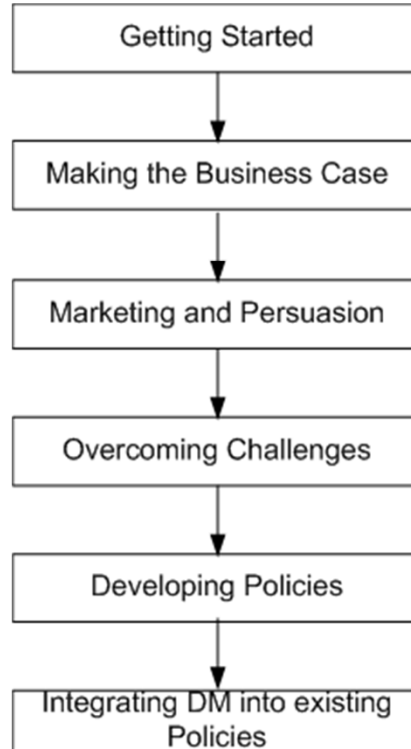 Getting Started
Making the Business Case
Marketing and Persuasion
Overcoming Challenges
Developing Policies
Integrating DM into existing
Policies